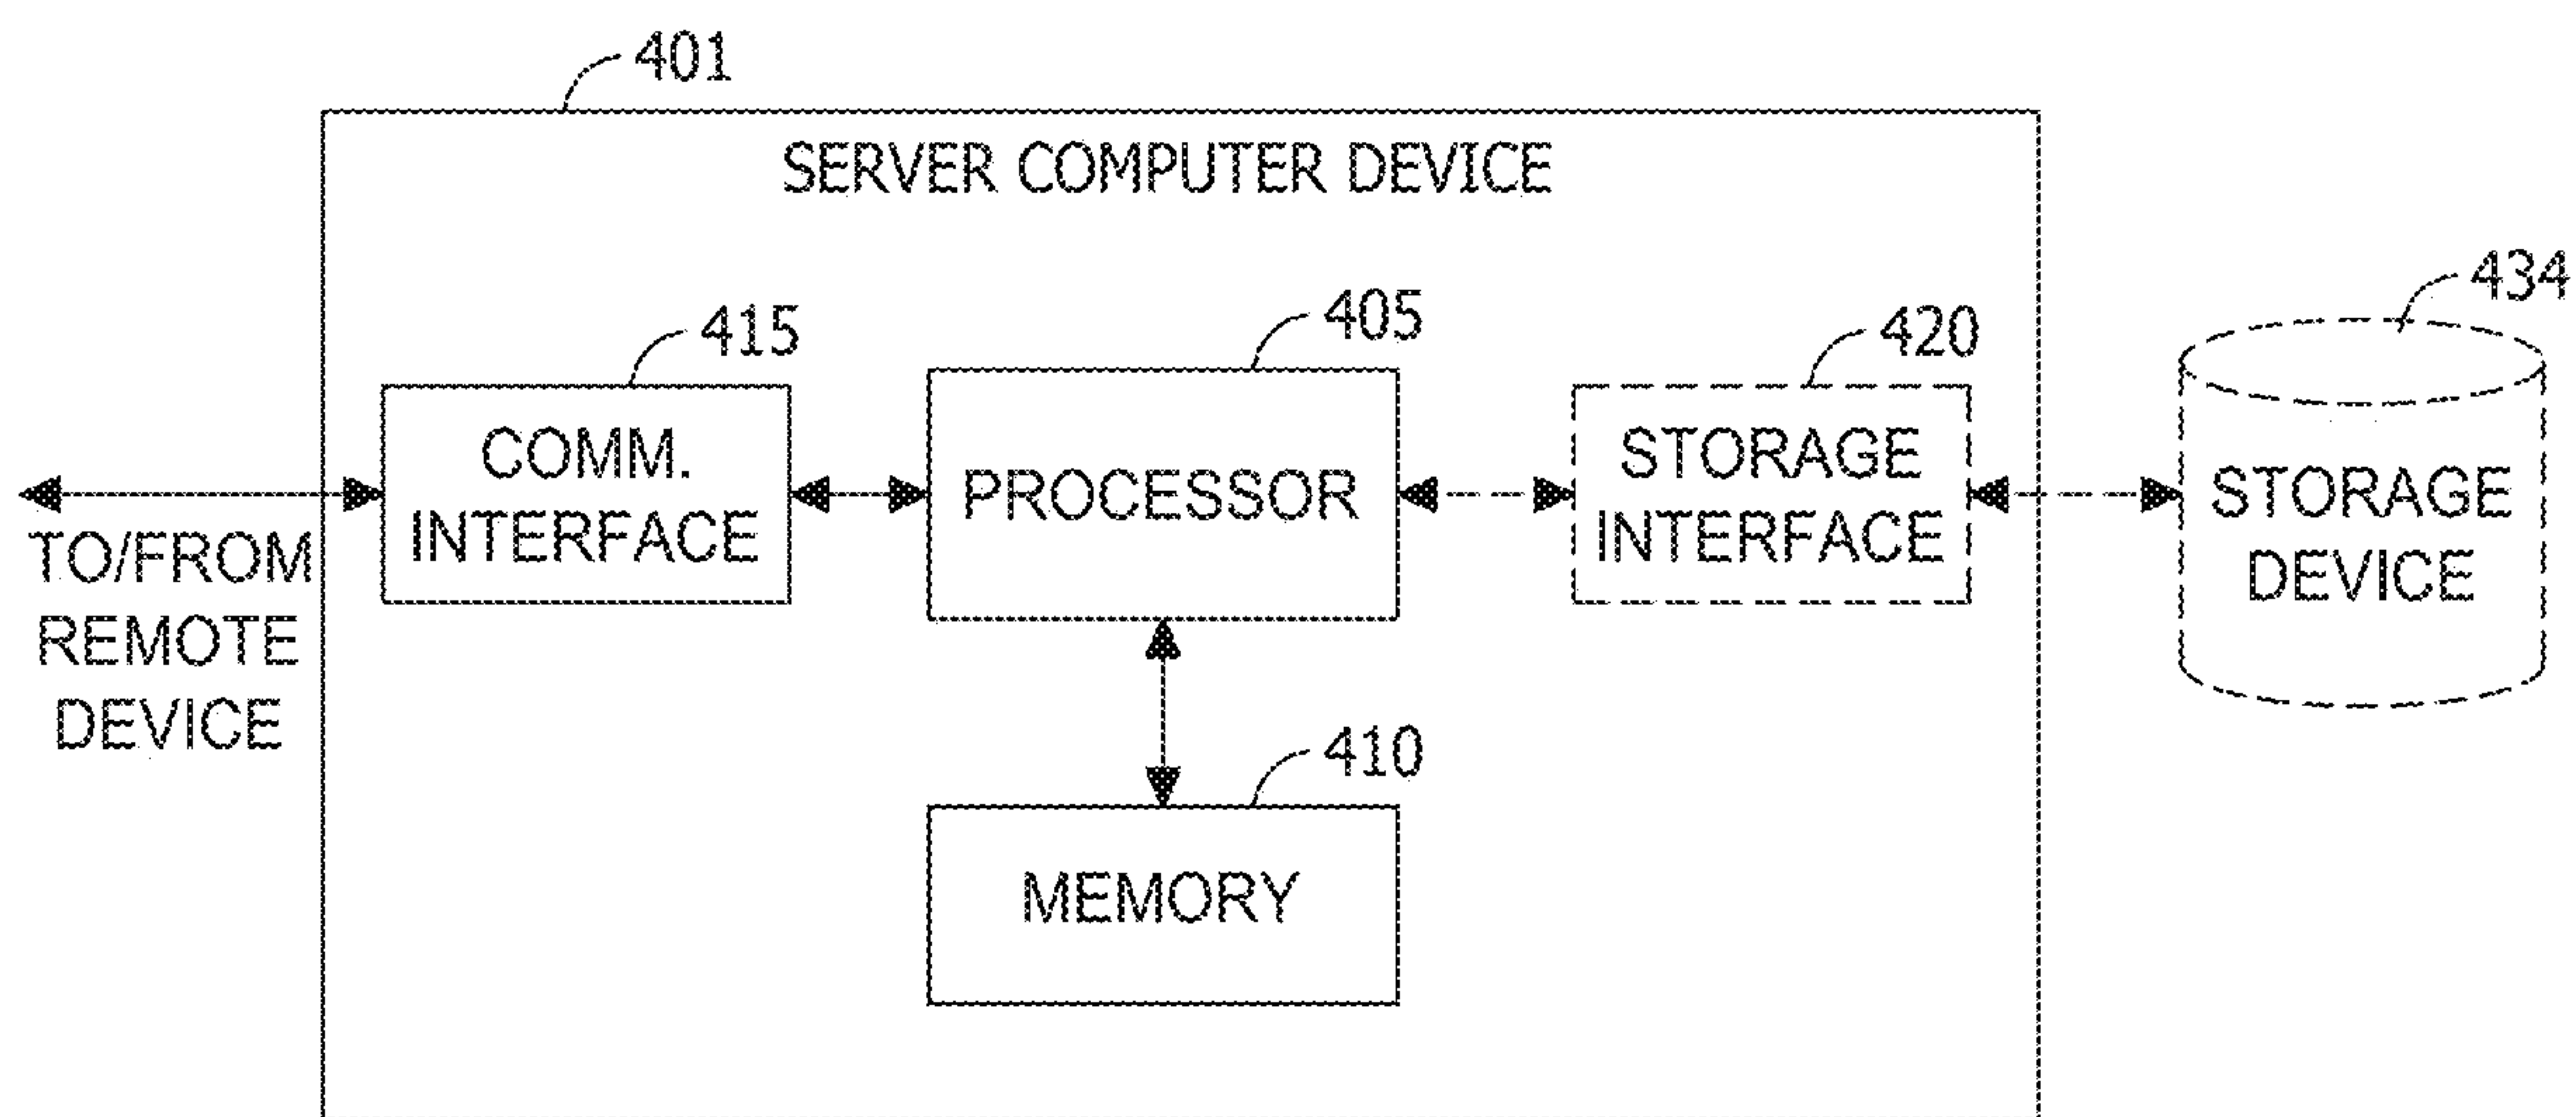 401
SERVER COMPUTER DEVICE
434
415
405
420
COMM.
INTERFACE
PROCESSOR
STORAGE
INTERFACE
STORAGE
DEVICE
TO/FROM
REMOTE
DEVICE
410
MEMORY